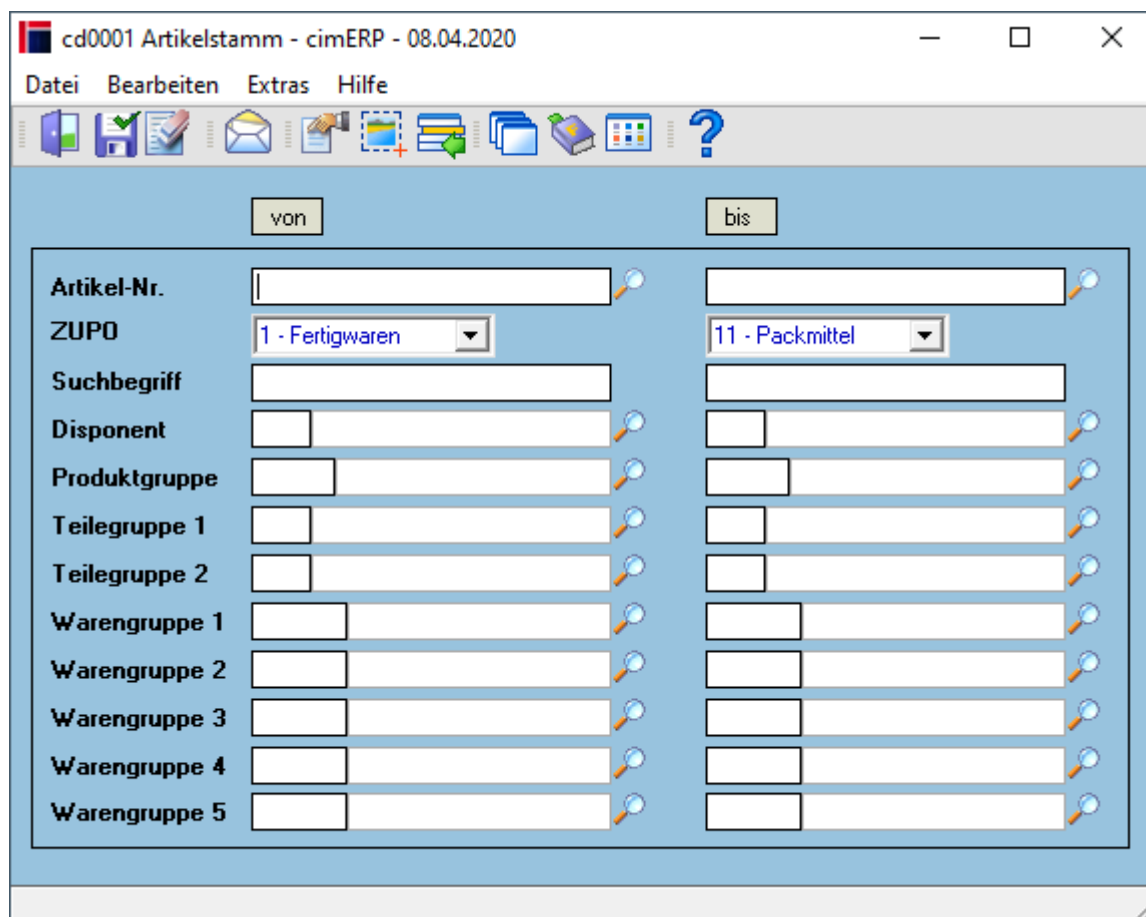 cd0001 Artikelstamm - cimERP - 08.04.2020
Datei Bearbeiten Extras Hilfe
von bis
Artikel-Nr.
ZUPO 1 - Fertigwaren 11 - Packmittel
Suchbegriff
Disponent
Produktgruppe
Teilegruppe 1
Teilegruppe 2
Warengruppe 1
Warengruppe 2
Warengruppe 3
Warengruppe 4
Warengruppe 5